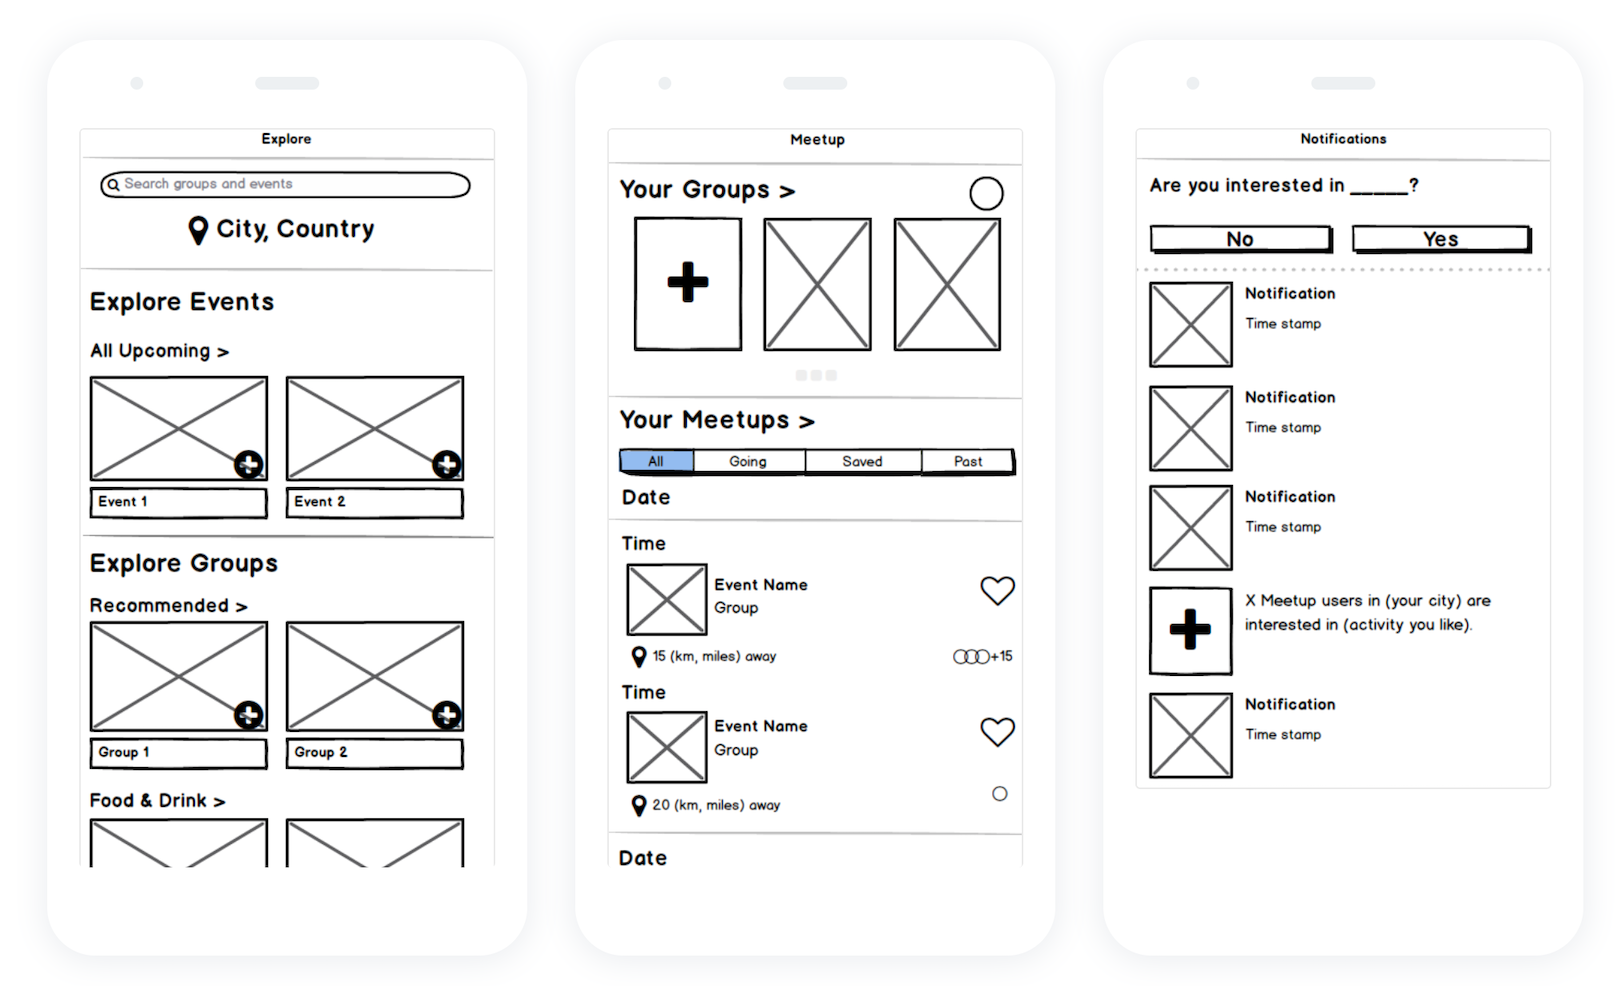 Explore
Search groups and events
City, Country
Explore Events
All Upcoming >
Event 1
Event 2
Explore Groups
Recommended >
Group 1
Group 2
Food & Drink >
Meetup
Your Groups >
Your Meetups >
All
Going
Saved
Past
Date
Time
Event Name
Group
15 (km, miles) away
+15
Time
Event Name
Group
20 (km, miles) away
Date
Notifications
Are you interested in _____?
No
Yes
Notification
Time stamp
Notification
Time stamp
Notification
Time stamp
X Meetup users in (your city) are
interested in (activity you like).
Notification
Time stamp